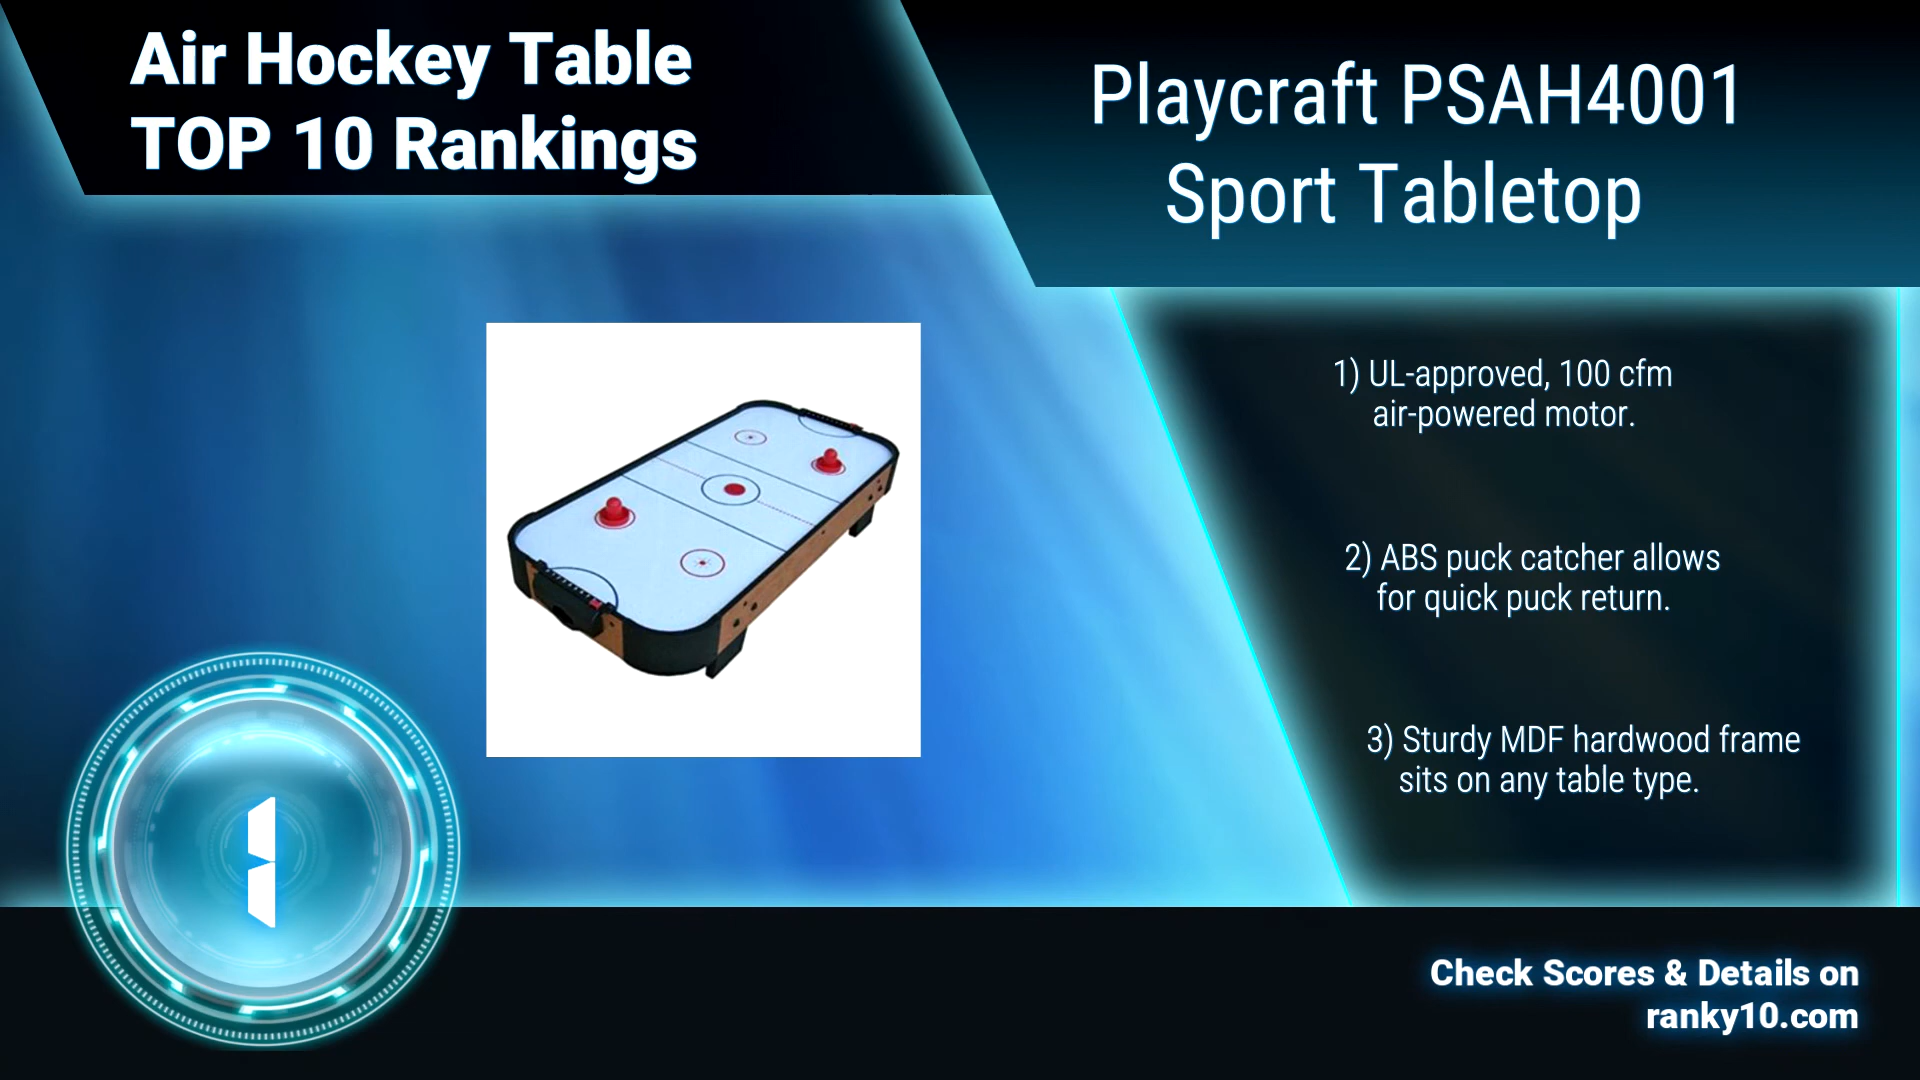 Air Hockey Table
TOP 10 Rankings
Playcraft PSAH4001
Sport Tabletop
1) UL-approved, 100 cfm
air-powered motor.
2) ABS puck catcher allows
for quick puck return.
3) Sturdy MDF hardwood frame
sits on any table type.
1
Check Scores & Details on
ranky10.com